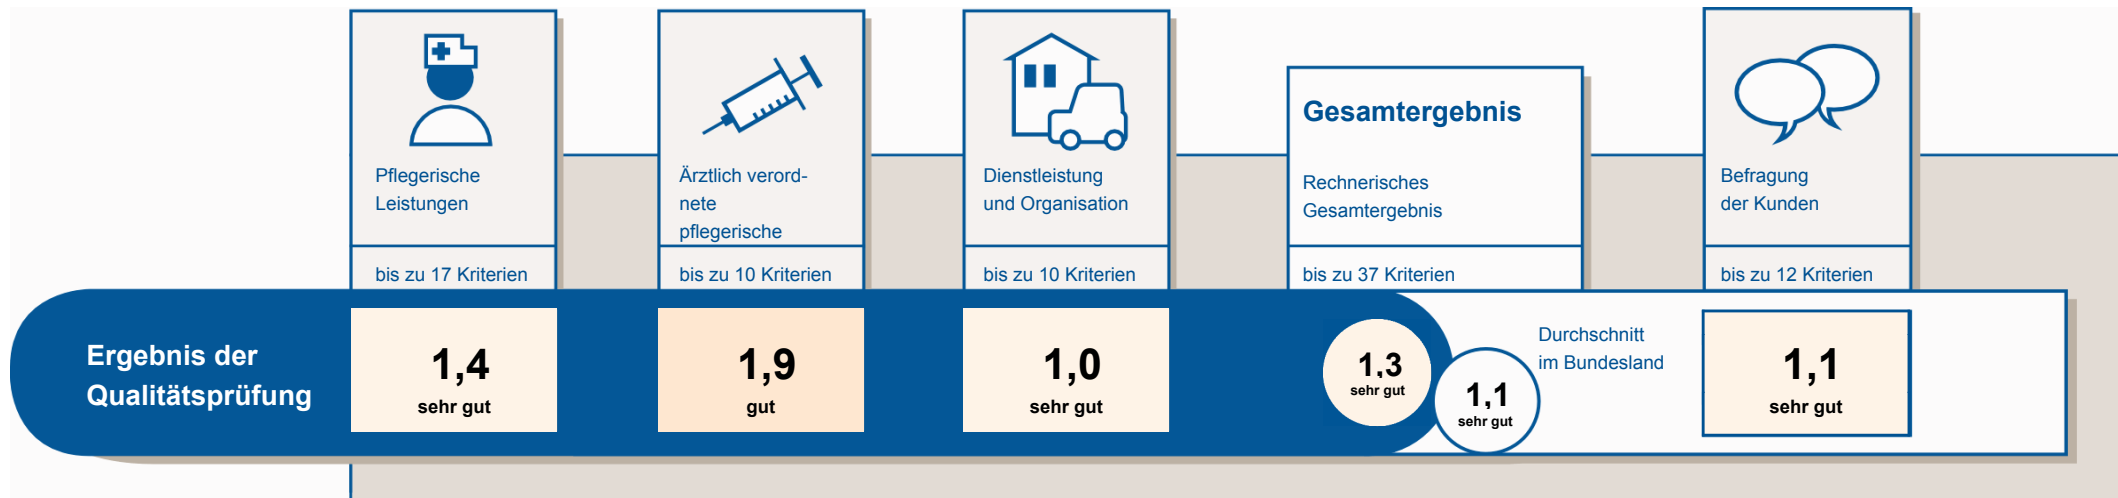 Pflegerische
Leistungen
bis zu 17 Kriterien
Ärztlich verord-
nete
pflegerische
bis zu 10 Kriterien
Dienstleistung
und Organisation
bis zu 10 Kriterien
Gesamtergebnis
Rechnerisches
Gesamtergebnis
bis zu 37 Kriterien
Befragung
der Kunden
bis zu 12 Kriterien
Ergebnis der
Qualitätsprüfung
1,4
sehr gut
1,9
gut
1,0
sehr gut
1,3
sehr gut
1,1
sehr gut
Durchschnitt
im Bundesland
1,1
sehr gut